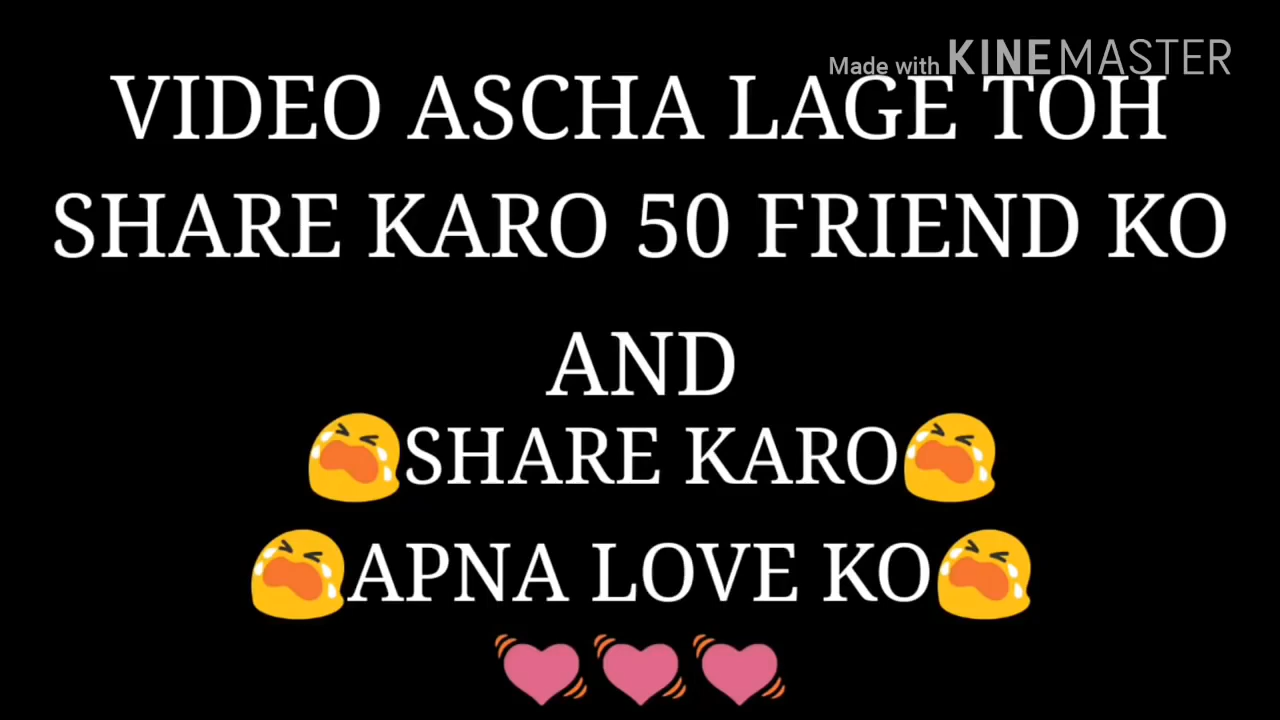 Made with KINEMASTER
VIDEO ASCHA LAGE TOH
SHARE KARO 50 FRIEND KO
AND
😭SHARE KARO😭
😭APNA LOVE KO😭
💓💓💓